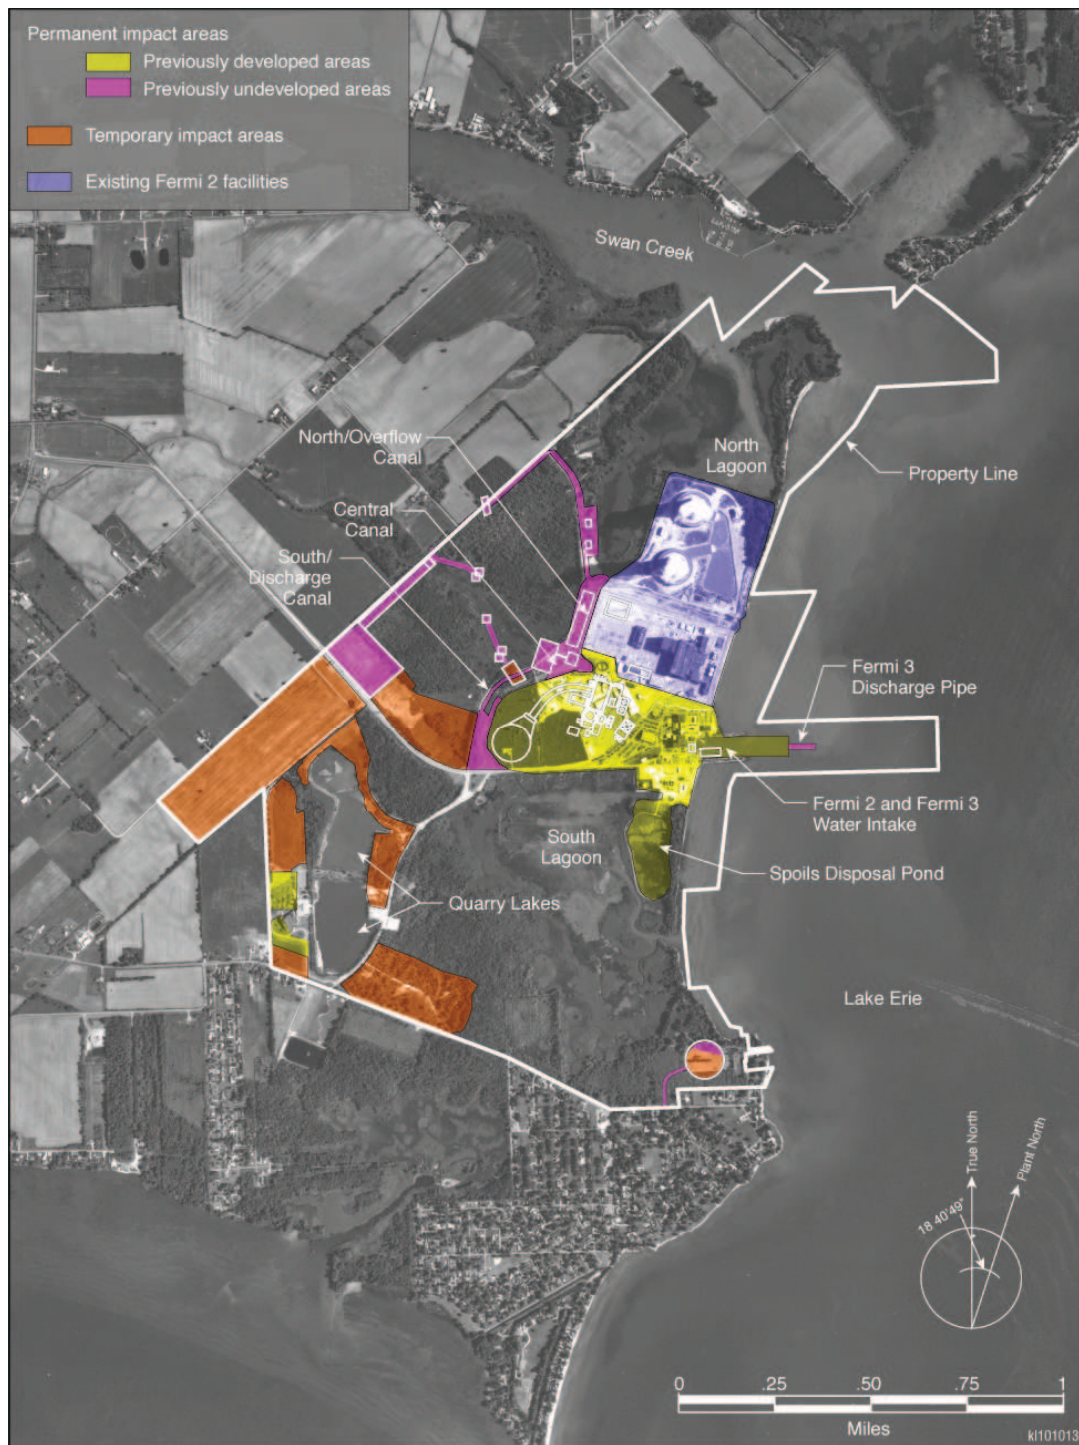 Permanent impact areas
Previously developed areas
Previously undeveloped areas
Temporary impact areas
Existing Fermi 2 facilities
Swan Creek
North/Overflow
Canal
North
Lagoon
Property Line
Central
Canal
South/
Discharge
Canal
Fermi 3
Discharge Pipe
Fermi 2 and Fermi 3
Water Intake
South
Lagoon
Spoils Disposal Pond
Quarry Lakes
Lake Erie
True North
Plant North
18 40'49"
0 .25 .50 .75 1
Miles
kl101013